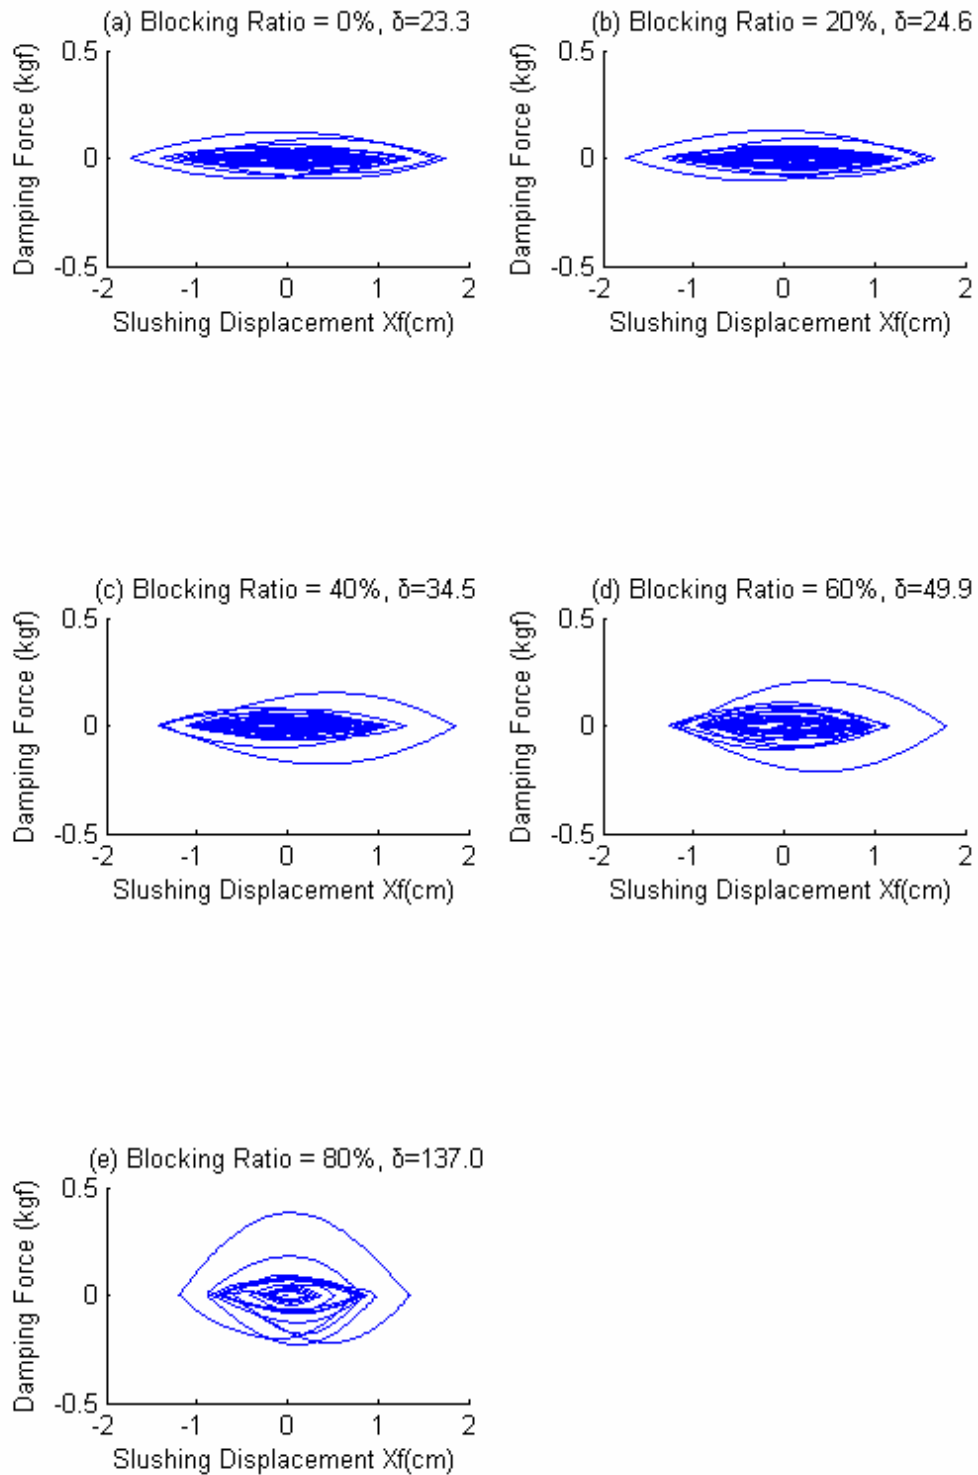 (a) Blocking Ratio = 0%, δ=23.3
0.5
0
-0.5
-2
-1
0
1
2
Damping Force (kgf)
Slushing Displacement Xf(cm)
(b) Blocking Ratio = 20%, δ=24.6
0.5
0
-0.5
-2
-1
0
1
2
Damping Force (kgf)
Slushing Displacement Xf(cm)
(c) Blocking Ratio = 40%, δ=34.5
0.5
0
-0.5
-2
-1
0
1
2
Damping Force (kgf)
Slushing Displacement Xf(cm)
(d) Blocking Ratio = 60%, δ=49.9
0.5
0
-0.5
-2
-1
0
1
2
Damping Force (kgf)
Slushing Displacement Xf(cm)
(e) Blocking Ratio = 80%, δ=137.0
0.5
0
-0.5
-2
-1
0
1
2
Damping Force (kgf)
Slushing Displacement Xf(cm)